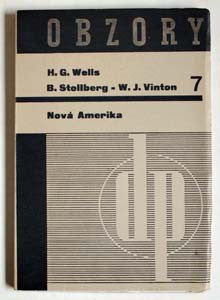 OBZORY
H. G. Wells
B. Stollberg - W. J. Vinton 7
Nová Amerika
dp